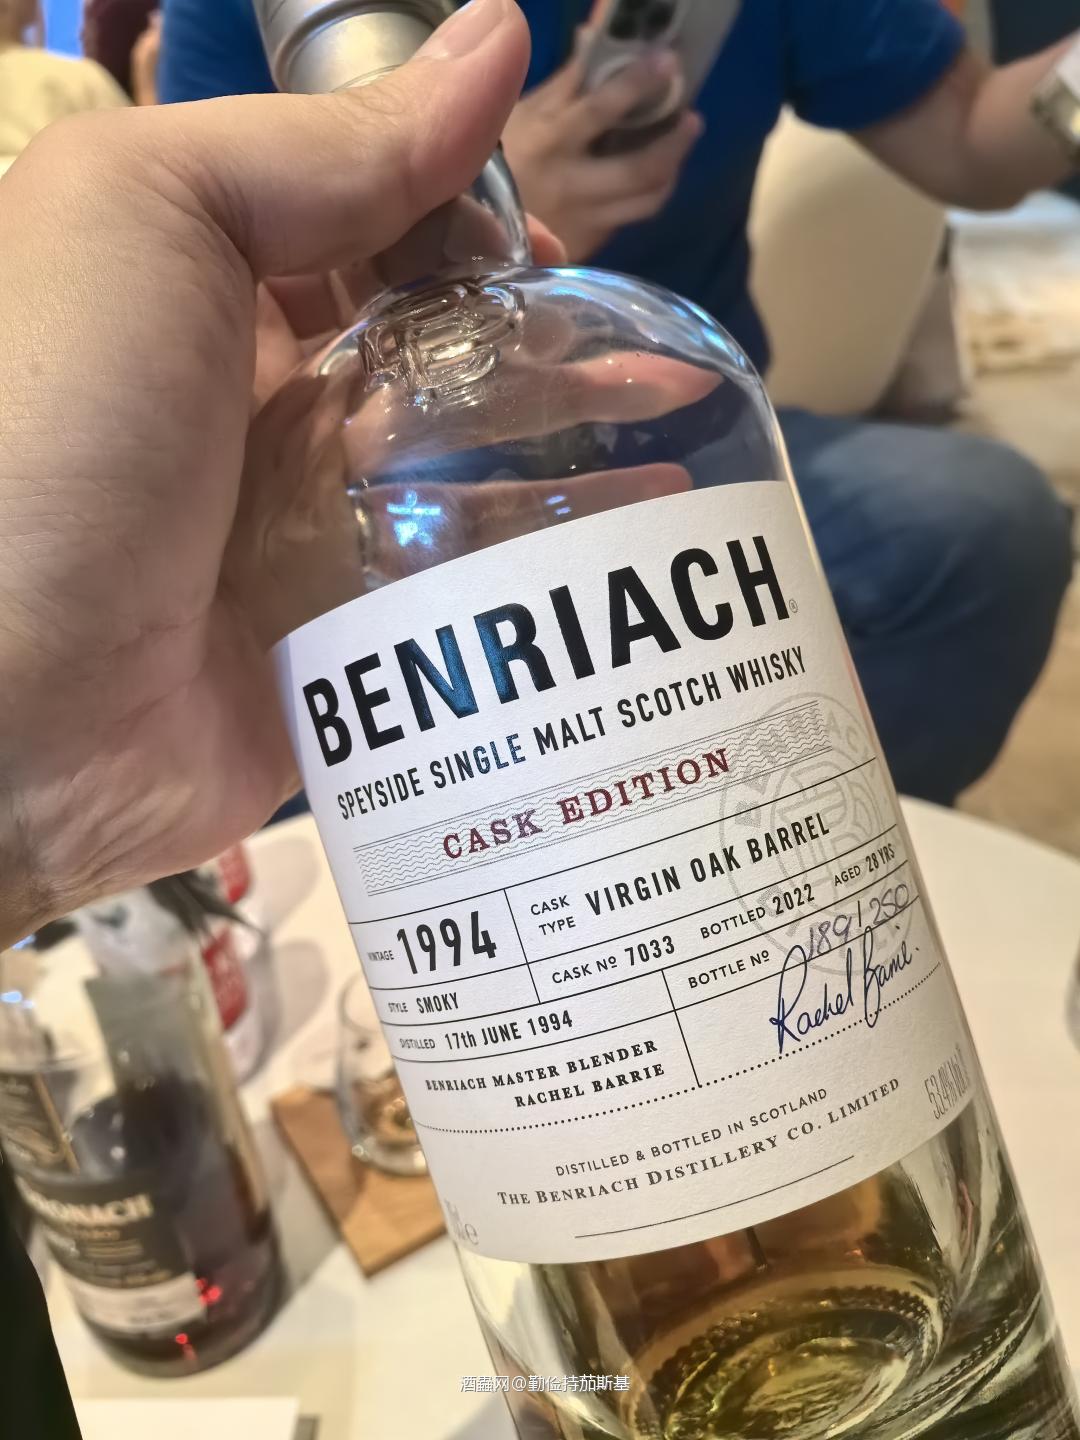 BENRIACH®
SPEYSIDE SINGLE MALT SCOTCH WHISKY
CASK EDITION
VINTAGE 1994
CASK TYPE VIRGIN OAK BARREL
STYLE SMOKY
CASK Nº 7033 BOTTLED 2022 AGED 28 YRS
DISTILLED 17th JUNE 1994
BOTTLE Nº 189/250
BENRIACH MASTER BLENDER
RACHEL BARRIE
Rachel Barrie
DISTILLED & BOTTLED IN SCOTLAND
THE BENRIACH DISTILLERY CO. LIMITED
RONACH
酒蟲网@勤俭持茄斯基